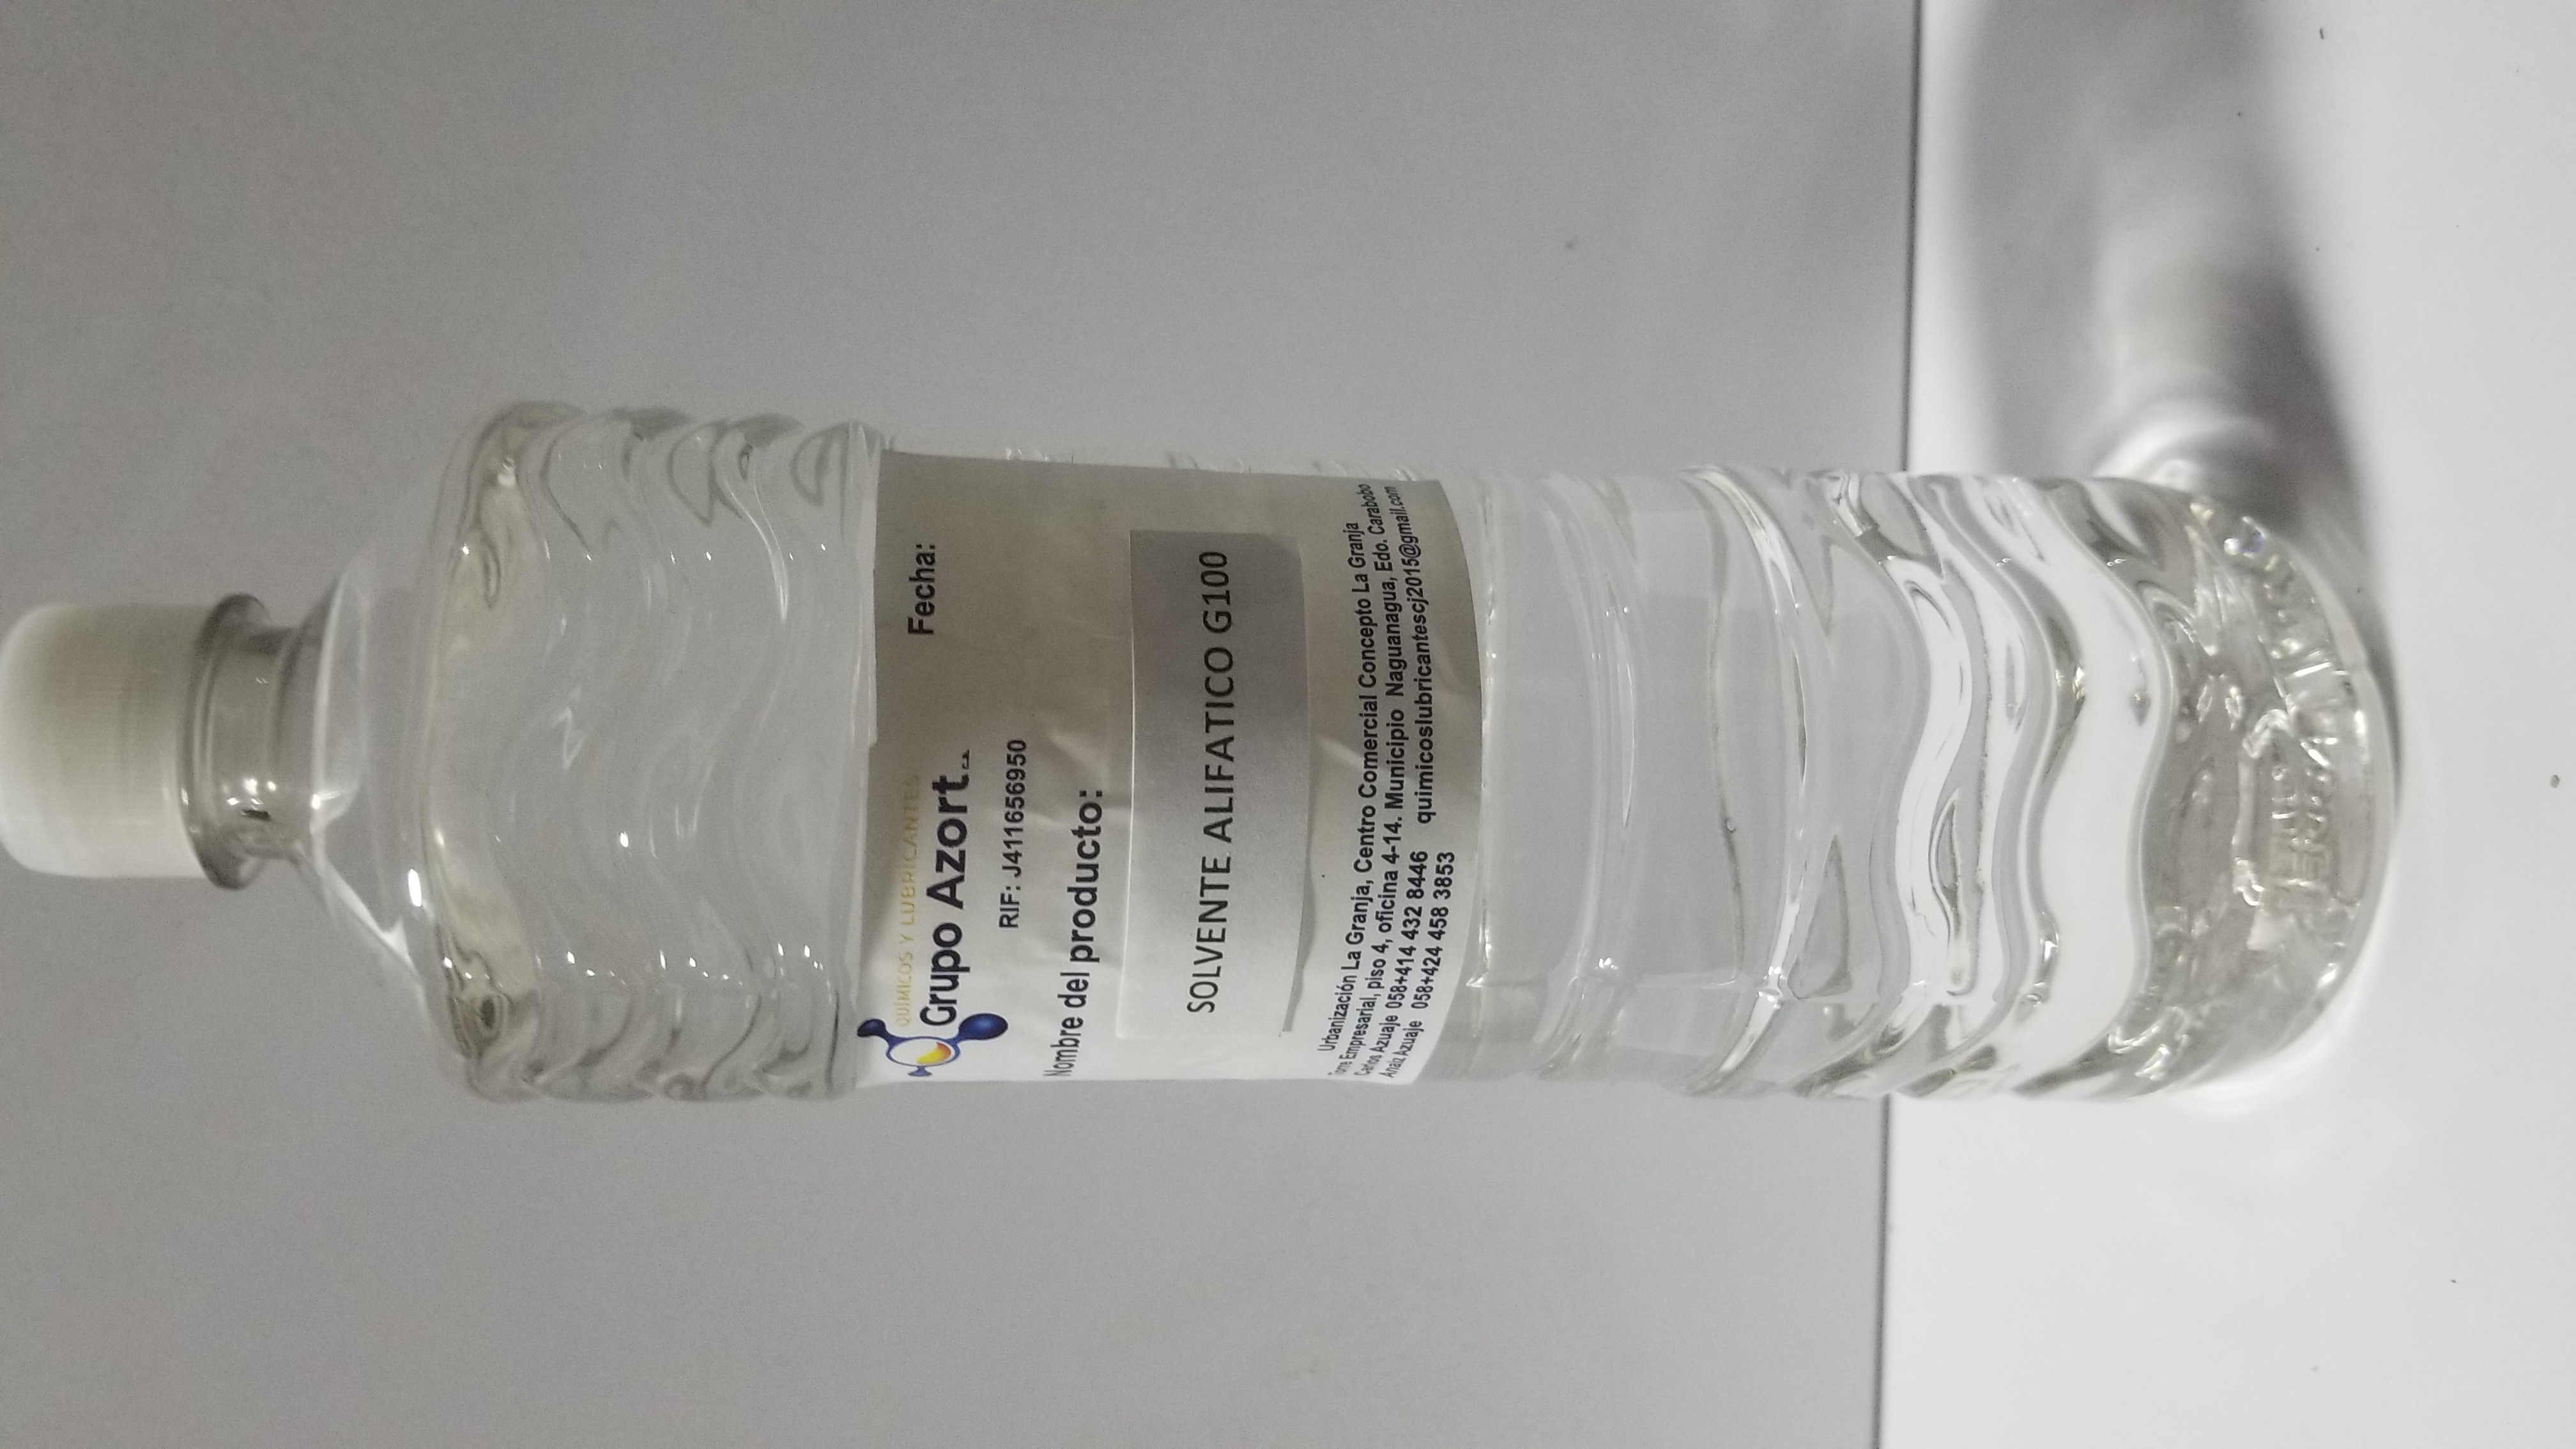 QUÍMICOS Y LUBRICANTES
Grupo Azort C.A.
Fecha:
RIF: J411656950
Nombre del producto:
SOLVENTE ALIFATICO G100
Urbanización La Granja, Centro Comercial Concepto La Granja
Torre Empresarial, piso 4, oficina 4-14. Municipio Naguanagua, Edo. Carabobo
Carlos Azuaje 058+414 432 8446 quimicoslubricantescj2015@gmail.com
Anaiz Azuaje 058+424 458 3853